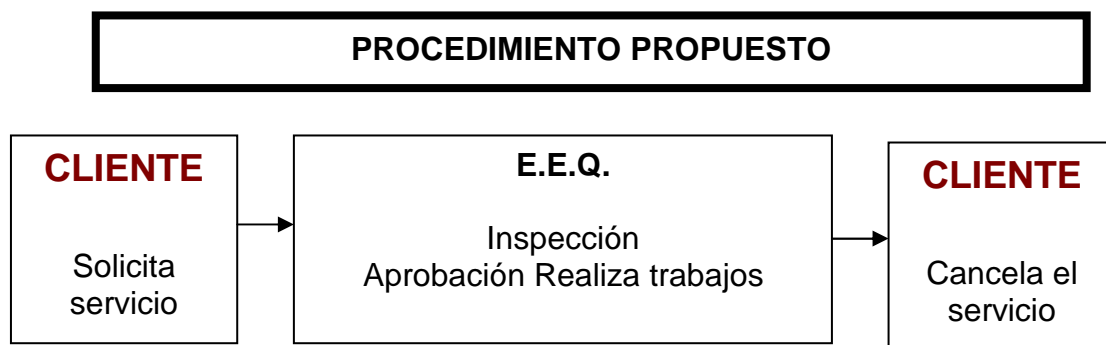 PROCEDIMIENTO PROPUESTO
CLIENTE
Solicita
servicio
E.E.Q.
Inspección
Aprobación Realiza trabajos
CLIENTE
Cancela el
servicio